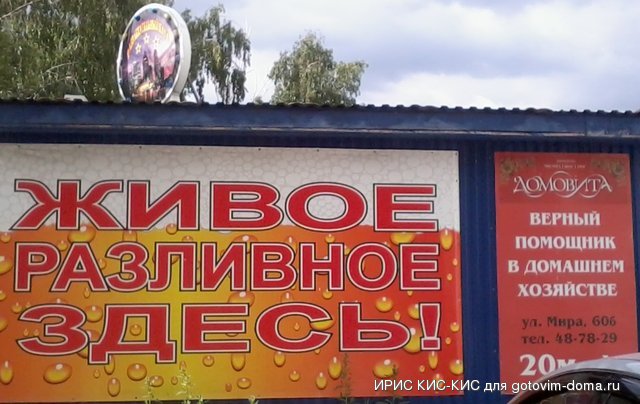 ЖИВОЕ
РАЗЛИВНОЕ
ЗДЕСЬ!
ДОМОВИТА
ВЕРНЫЙ
ПОМОЩНИК
В ДОМАШНЕМ
ХОЗЯЙСТВЕ
ул. Мира, 60б
тел. 48-78-29
ИРИС КИС-КИС для gotovim-doma.ru